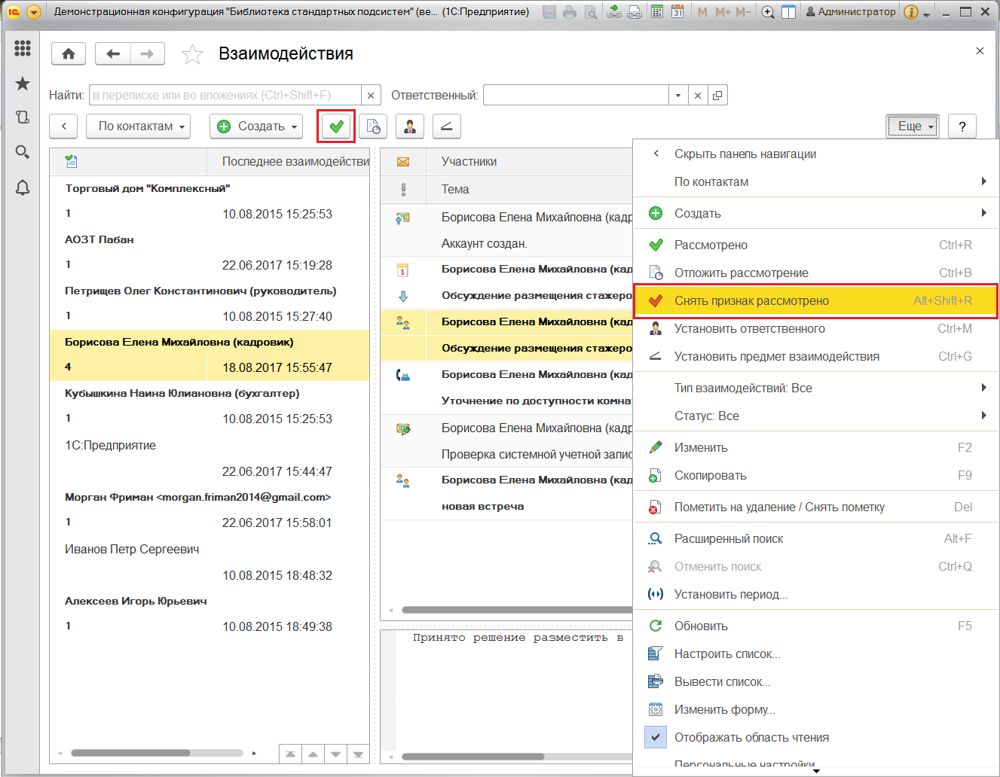 Демонстрационная конфигурация "Библиотека стандартных подсистем" (ве... (1С:Предприятие)
31 M M+ M- Администратор
Взаимодействия
Найти: в переписке или во вложениях (Ctrl+Shift+F) Ответственный:
По контактам Создать Еще ?
Последнее взаимодействи
Торговый дом "Комплексный"
1 10.08.2015 15:25:53
АОЗТ Лабан
1 22.06.2017 15:19:28
Петрищев Олег Константинович (руководитель)
1 10.08.2015 15:27:40
Борисова Елена Михайловна (кадровик)
4 18.08.2017 15:55:47
Кубышкина Наина Юлиановна (бухгалтер)
1 10.08.2015 15:25:53
1С:Предприятие
22.06.2017 15:44:47
Морган Фриман <morgan.friman2014@gmail.com>
1 22.06.2017 15:58:01
Иванов Петр Сергеевич
10.08.2015 18:48:32
Алексеев Игорь Юрьевич
1 10.08.2015 18:49:38
Участники
Тема
Борисова Елена Михайловна (кадр
Аккаунт создан.
Борисова Елена Михайловна (кад
Обсуждение размещения стажеро
Борисова Елена Михайловна (кад
Обсуждение размещения стажеро
Борисова Елена Михайловна (кад
Уточнение по доступности комна
Борисова Елена Михайловна (кадр
Проверка системной учетной запис
Борисова Елена Михайловна (кад
новая встреча
Принято решение разместить в
Скрыть панель навигации
По контактам
Создать
Рассмотрено Ctrl+R
Отложить рассмотрение Ctrl+B
Снять признак рассмотрено Alt+Shift+R
Установить ответственного Ctrl+M
Установить предмет взаимодействия Ctrl+G
Тип взаимодействий: Все
Статус: Все
Изменить F2
Скопировать F9
Пометить на удаление / Снять пометку Del
Расширенный поиск Alt+F
Отменить поиск Ctrl+Q
Установить период...
Обновить F5
Настроить список...
Вывести список...
Изменить форму...
Отображать область чтения
Персональные настройки